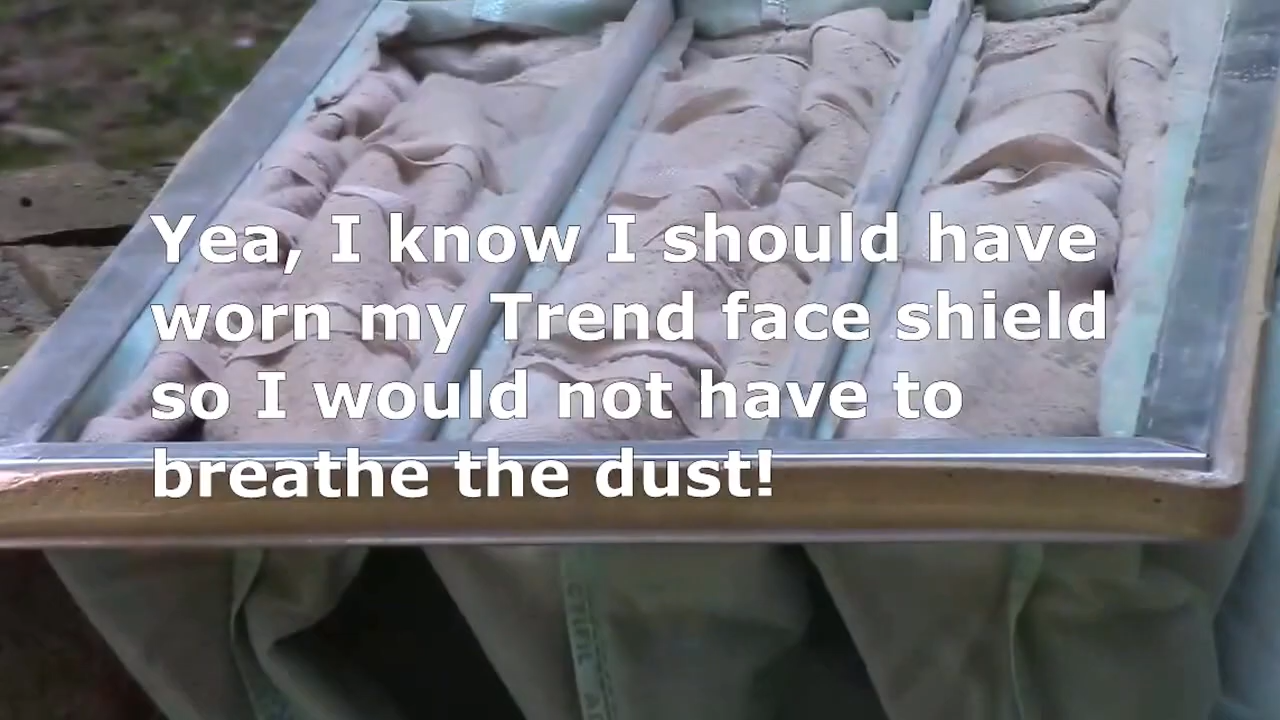 Yea, I know I should have
worn my Trend face shield
so I would not have to
breathe the dust!